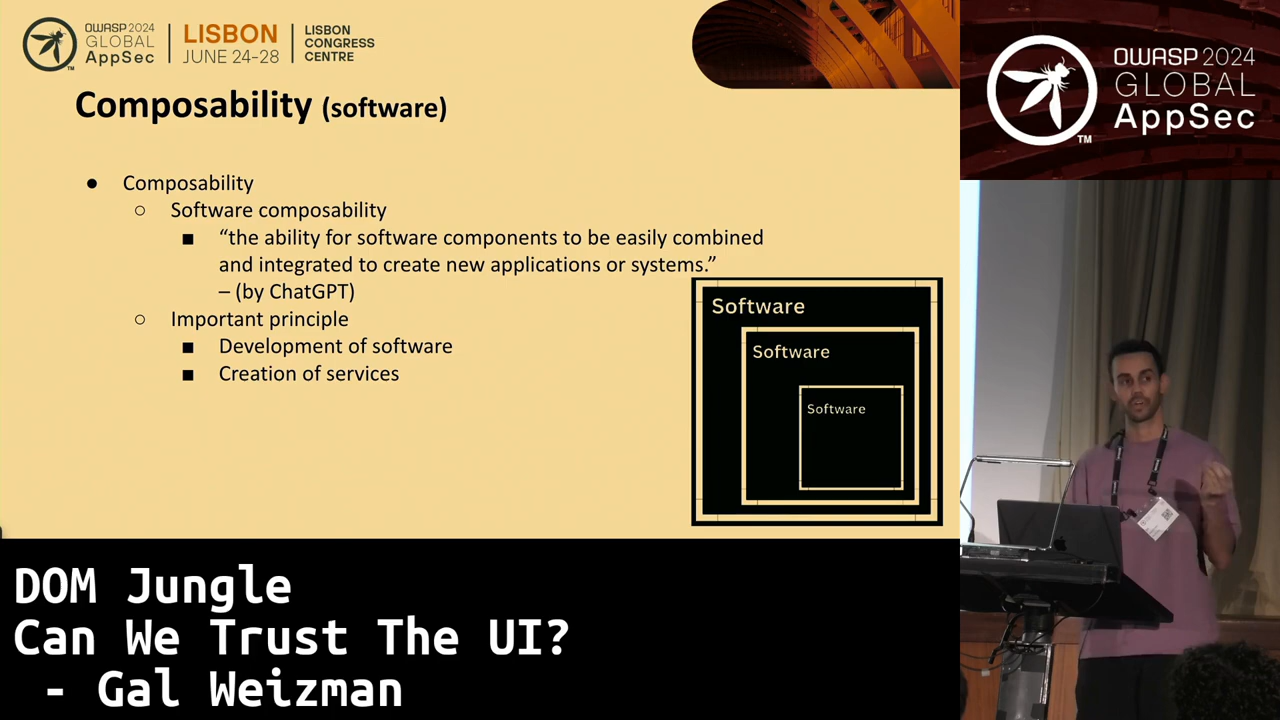 OWASP 2024
GLOBAL
AppSec
LISBON
JUNE 24-28
LISBON
CONGRESS
CENTRE
TM
Composability (software)
● Composability
○ Software composability
■ “the ability for software components to be easily combined
and integrated to create new applications or systems.”
– (by ChatGPT)
○ Important principle
■ Development of software
■ Creation of services
Software
Software
Software
OWASP 2024
GLOBAL
AppSec
TM
DOM Jungle
Can We Trust The UI?
- Gal Weizman